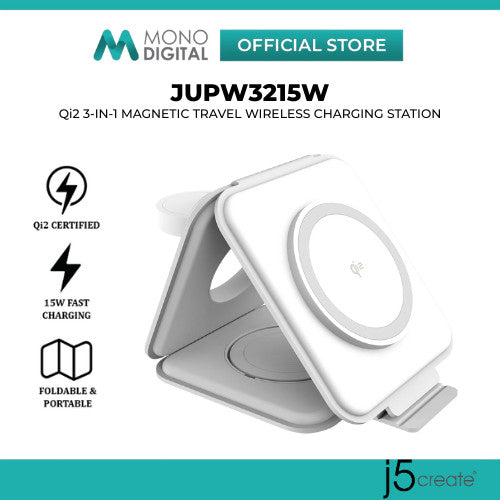 MONO
DIGITAL
OFFICIAL STORE
JUPW3215W
Qi2 3-IN-1 MAGNETIC TRAVEL WIRELESS CHARGING STATION
Qi2 CERTIFIED
15W FAST
CHARGING
FOLDABLE &
PORTABLE
Qi2
j5create®